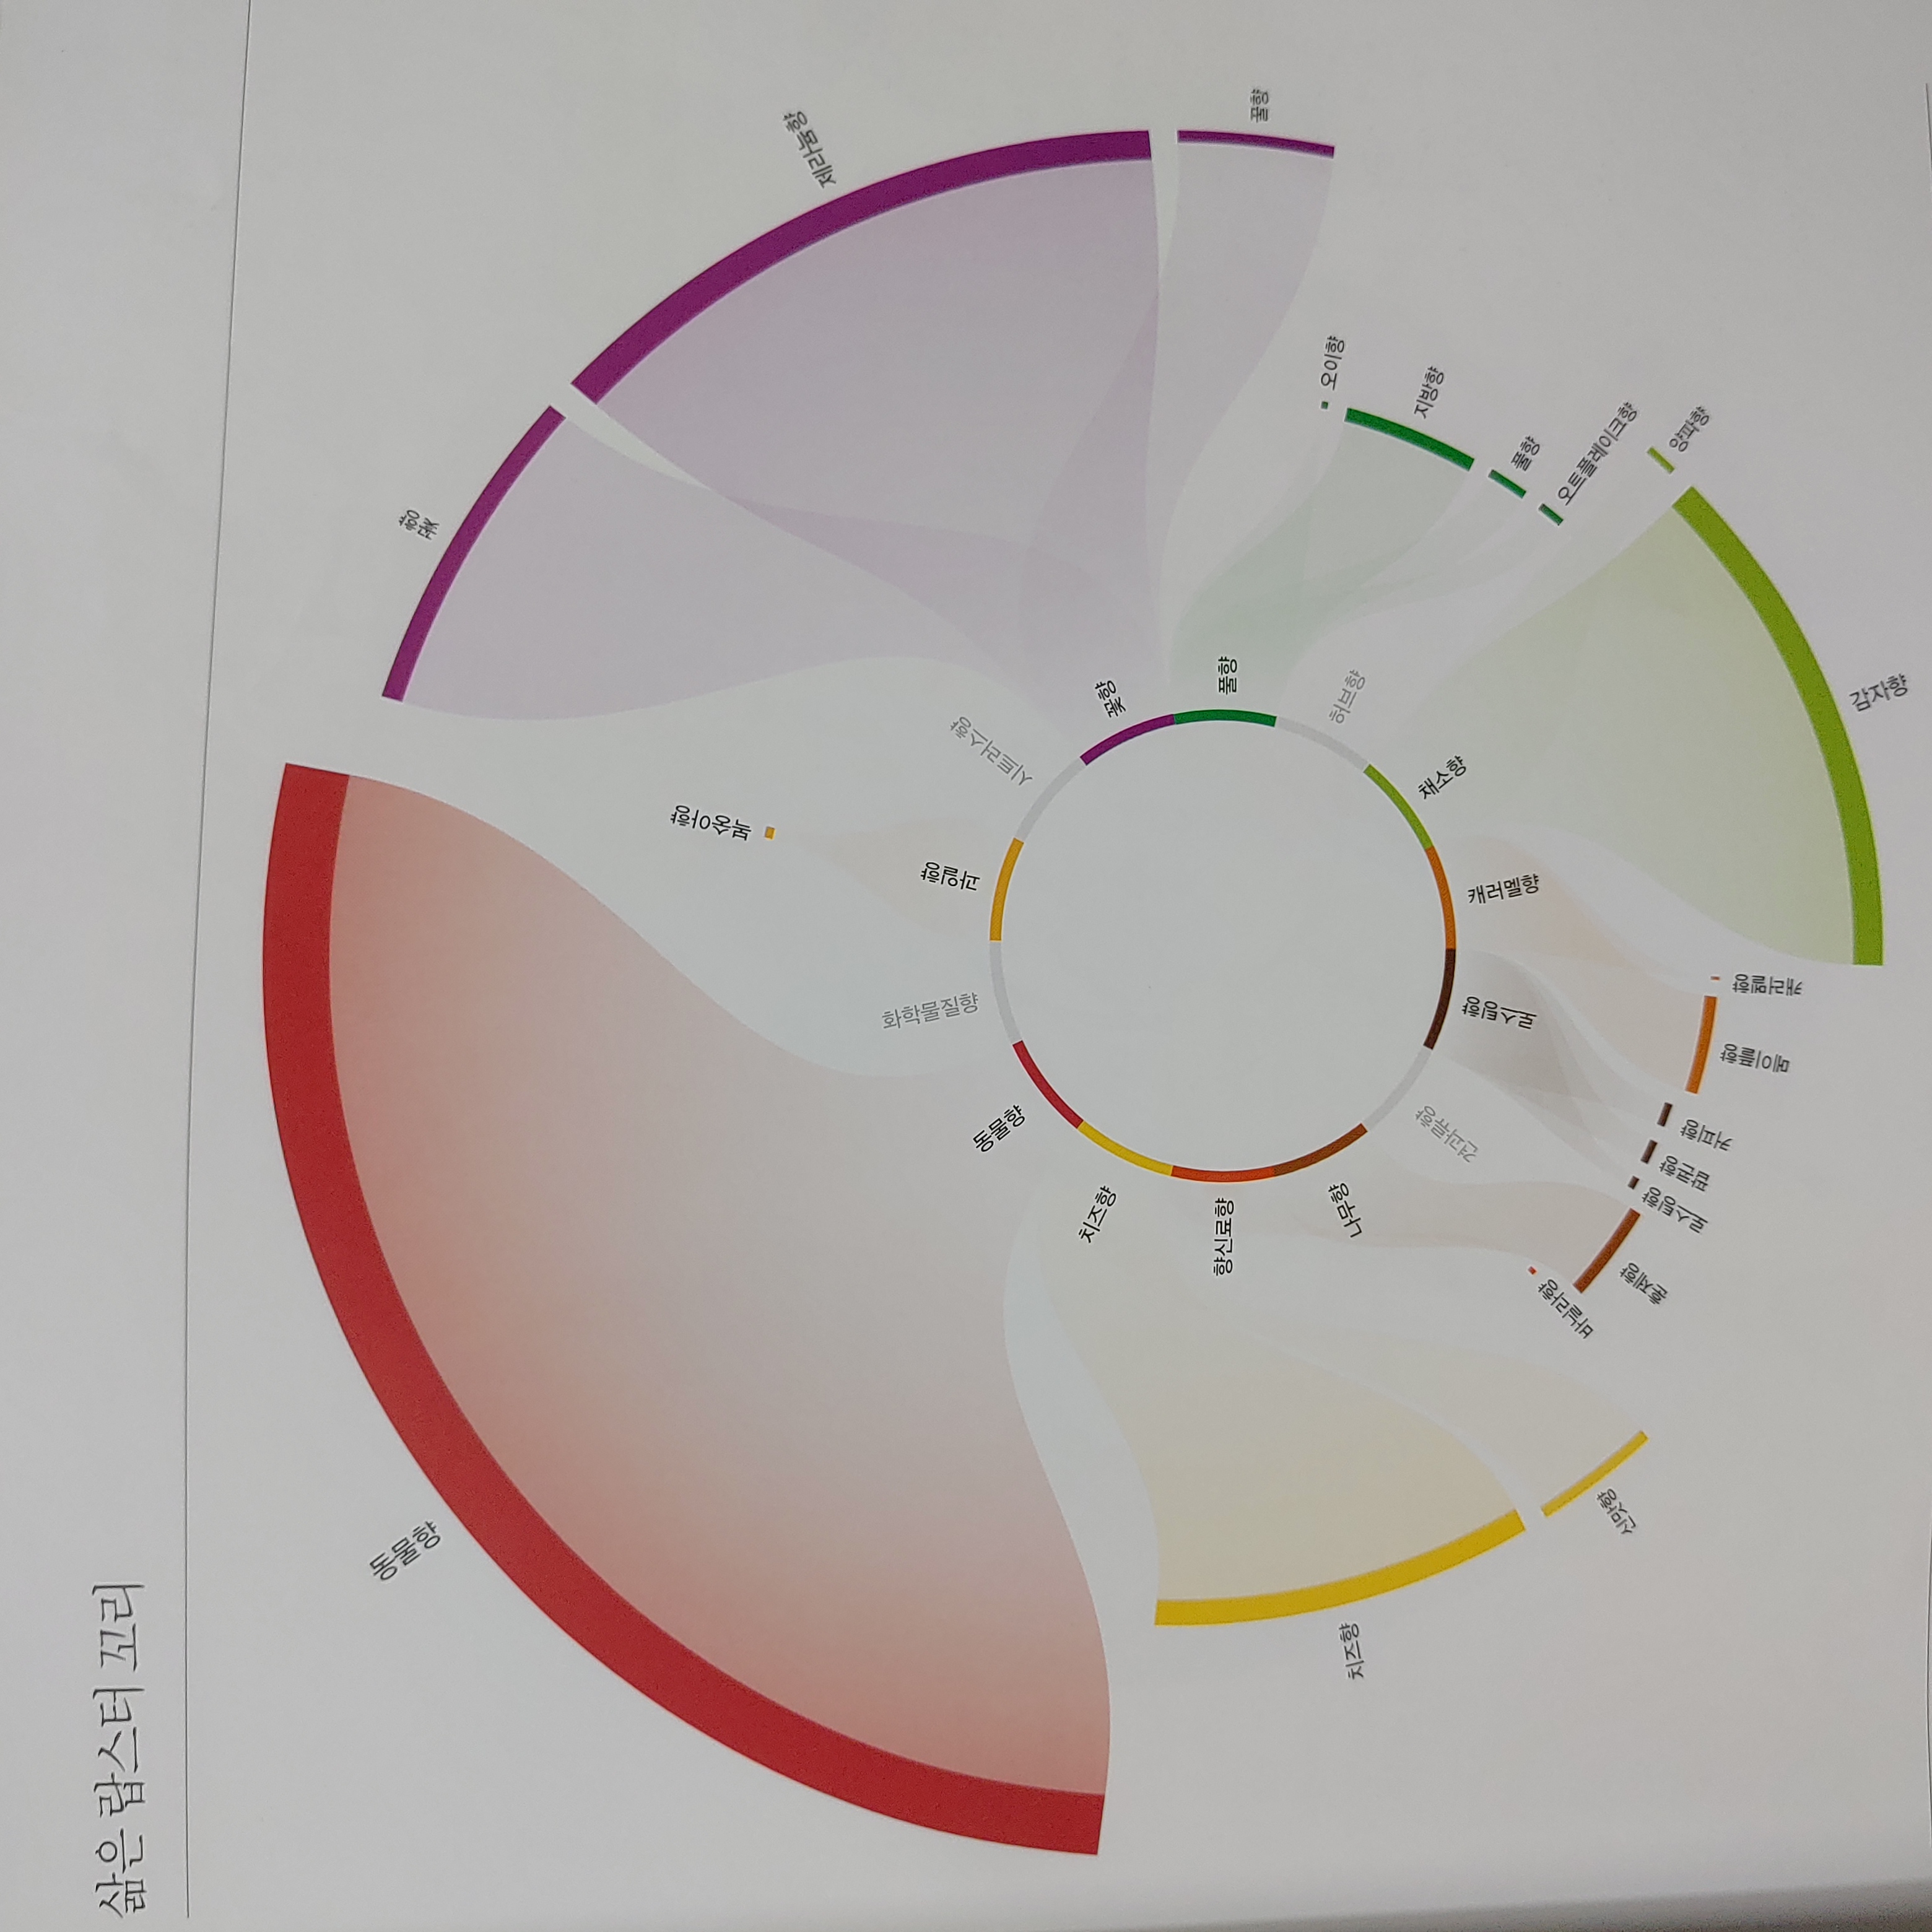 삶은 랍스터 꼬리
동물향
꽃향
제라늄향
꿀향
복숭아향
화학물질향
과일향
시트러스향
꽃향
풀향
허브향
채소향
캐러멜향
로스팅향
견과류향
나무향
향신료향
치즈향
동물향
오이향
지방향
풀향
오트플레이크향
양파향
감자향
캐러멜향
메이플향
커피향
팝콘향
로스팅향
훈제향
바닐라향
신맛향
치즈향